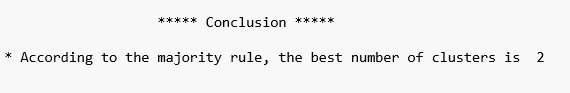 ***** Conclusion *****
* According to the majority rule, the best number of clusters is  2